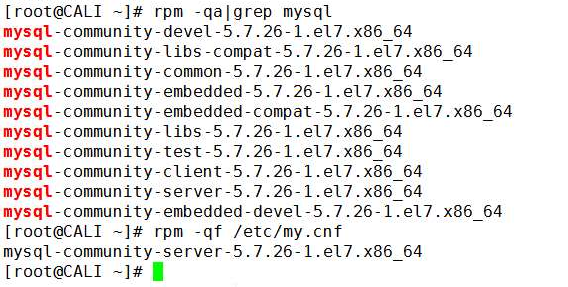 [root@CALI ~]# rpm -qa|grep mysql
mysql-community-devel-5.7.26-1.el7.x86_64
mysql-community-libs-compat-5.7.26-1.el7.x86_64
mysql-community-common-5.7.26-1.el7.x86_64
mysql-community-embedded-5.7.26-1.el7.x86_64
mysql-community-embedded-compat-5.7.26-1.el7.x86_64
mysql-community-libs-5.7.26-1.el7.x86_64
mysql-community-test-5.7.26-1.el7.x86_64
mysql-community-client-5.7.26-1.el7.x86_64
mysql-community-server-5.7.26-1.el7.x86_64
mysql-community-embedded-devel-5.7.26-1.el7.x86_64
[root@CALI ~]# rpm -qf /etc/my.cnf
mysql-community-server-5.7.26-1.el7.x86_64
[root@CALI ~]#